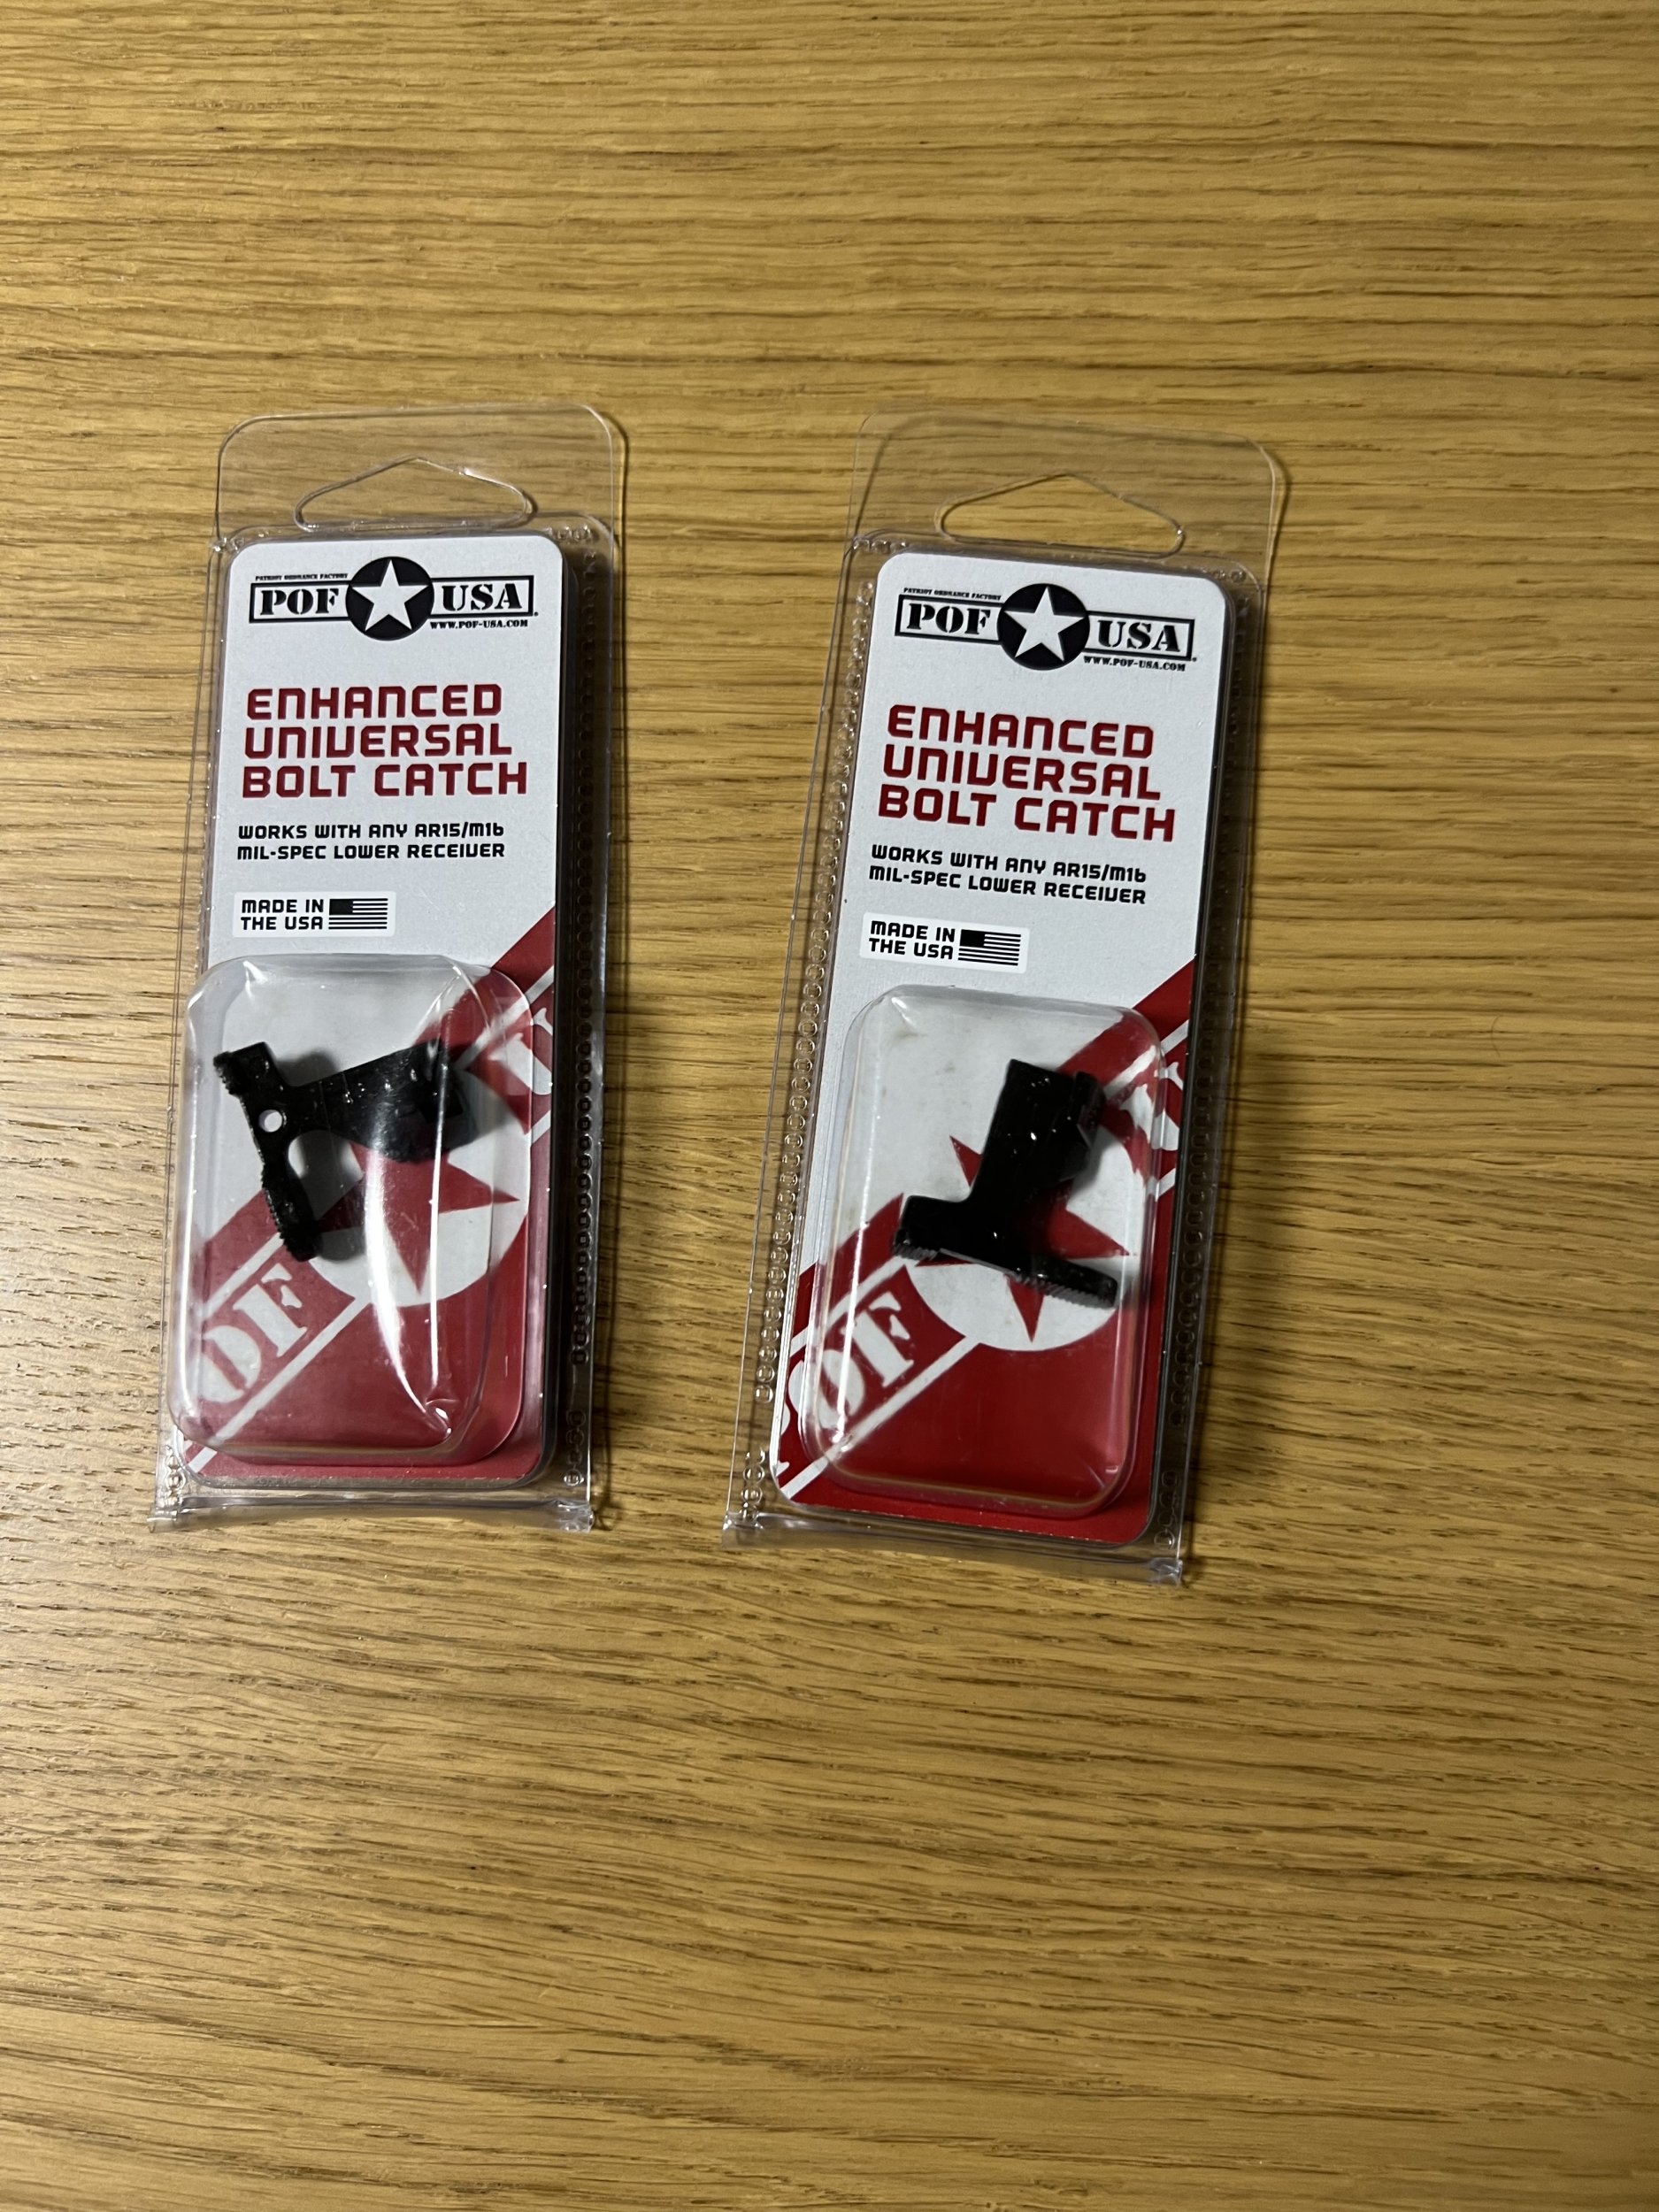 PATRIOT ORDNANCE FACTORY
POF USA
WWW.POF-USA.COM
ENHANCED
UNIVERSAL
BOLT CATCH
WORKS WITH ANY AR15/M16
MIL-SPEC LOWER RECEIVER
MADE IN
THE USA
U
OF
PATRIOT ORDNANCE FACTORY
POF USA
WWW.POF-USA.COM
ENHANCED
UNIVERSAL
BOLT CATCH
WORKS WITH ANY AR15/M16
MIL-SPEC LOWER RECEIVER
MADE IN
THE USA
U
POF